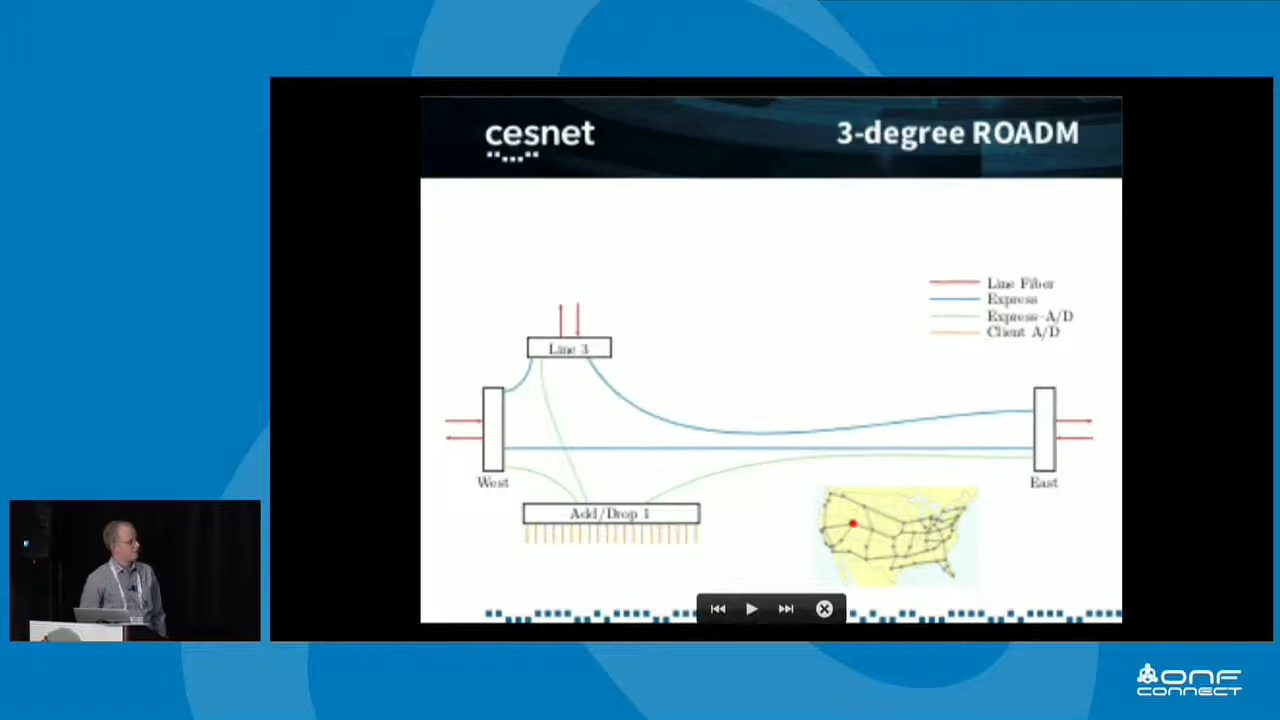 cesnet
3-degree ROADM
Line Fiber
Express
Express-A/D
Client A/D
Line 3
West
East
Add/Drop 1
ONF
CONNECT